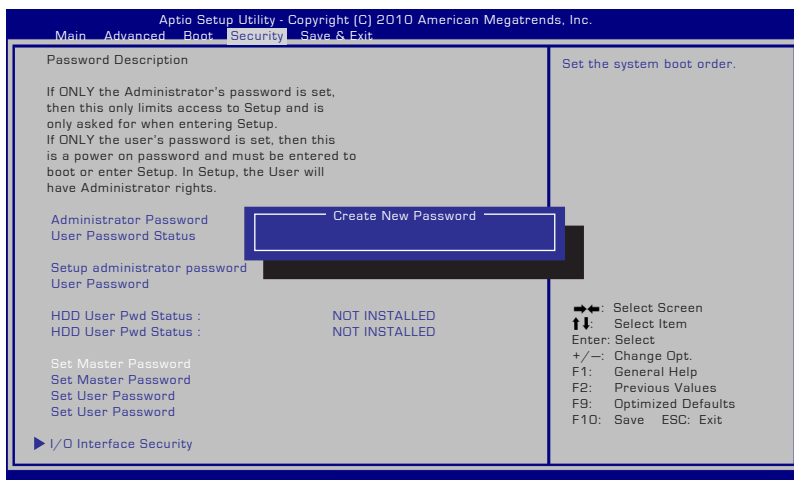 Aptio Setup Utility - Copyright (C) 2010 American Megatrends, Inc.
Main Advanced Boot Security Save & Exit
Password Description
If ONLY the Administrator's password is set,
then this only limits access to Setup and is
only asked for when entering Setup.
If ONLY the user's password is set, then this
is a power on password and must be entered to
boot or enter Setup. In Setup, the User will
have Administrator rights.
Administrator Password
User Password Status
Create New Password
Setup administrator password
User Password
HDD User Pwd Status : NOT INSTALLED
HDD User Pwd Status : NOT INSTALLED
Set Master Password
Set Master Password
Set User Password
Set User Password
I/O Interface Security
Set the system boot order.
→←: Select Screen
↑↓: Select Item
Enter: Select
+/—: Change Opt.
F1: General Help
F2: Previous Values
F9: Optimized Defaults
F10: Save ESC: Exit